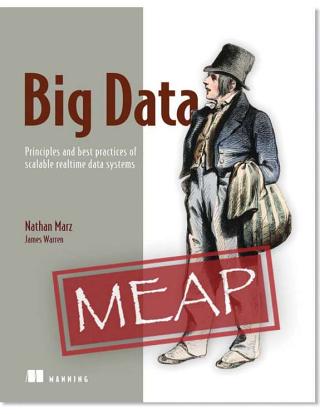 Big Data
Principles and best practices of
scalable realtime data systems
Nathan Marz
James Warren
MEAP
MANNING